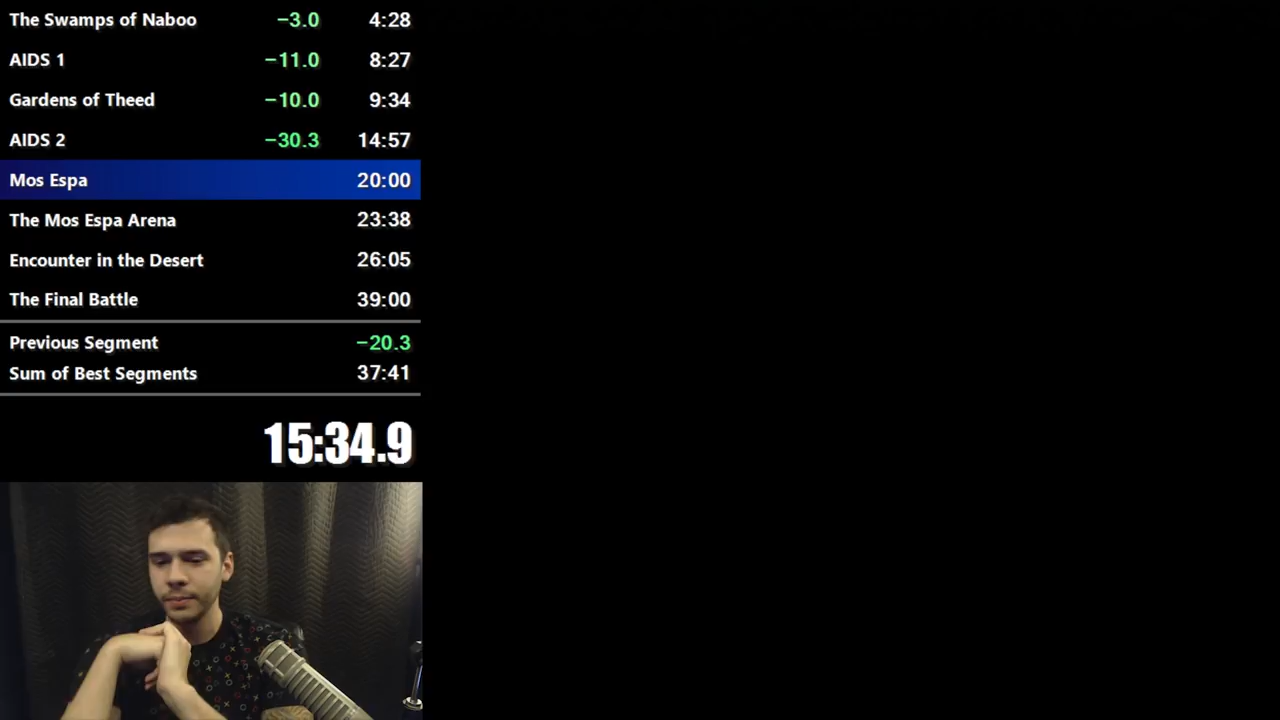 The Swamps of Naboo −3.0 4:28
AIDS 1 −11.0 8:27
Gardens of Theed −10.0 9:34
AIDS 2 −30.3 14:57
Mos Espa 20:00
The Mos Espa Arena 23:38
Encounter in the Desert 26:05
The Final Battle 39:00
Previous Segment −20.3
Sum of Best Segments 37:41
15:34.9